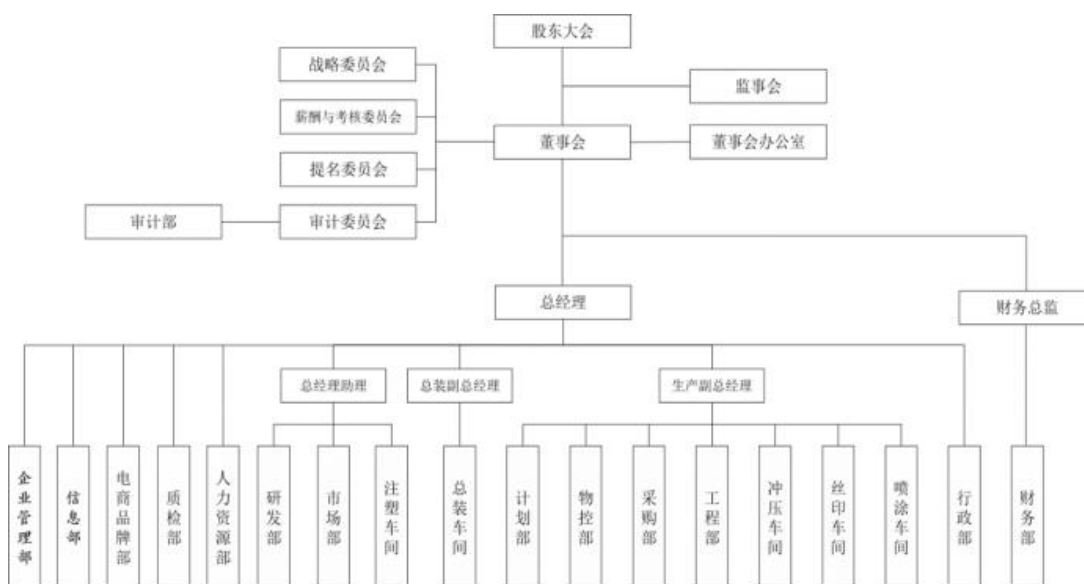 股东大会
战略委员会
监事会
薪酬与考核委员会
董事会
董事会办公室
提名委员会
审计部
审计委员会
总经理
财务总监
总经理助理
总装副总经理
生产副总经理
企业管理部
信息部
电商品牌部
质检部
人力资源部
研发部
市场部
注塑车间
总装车间
计划部
物控部
采购部
工程部
冲压车间
丝印车间
喷涂车间
行政部
财务部